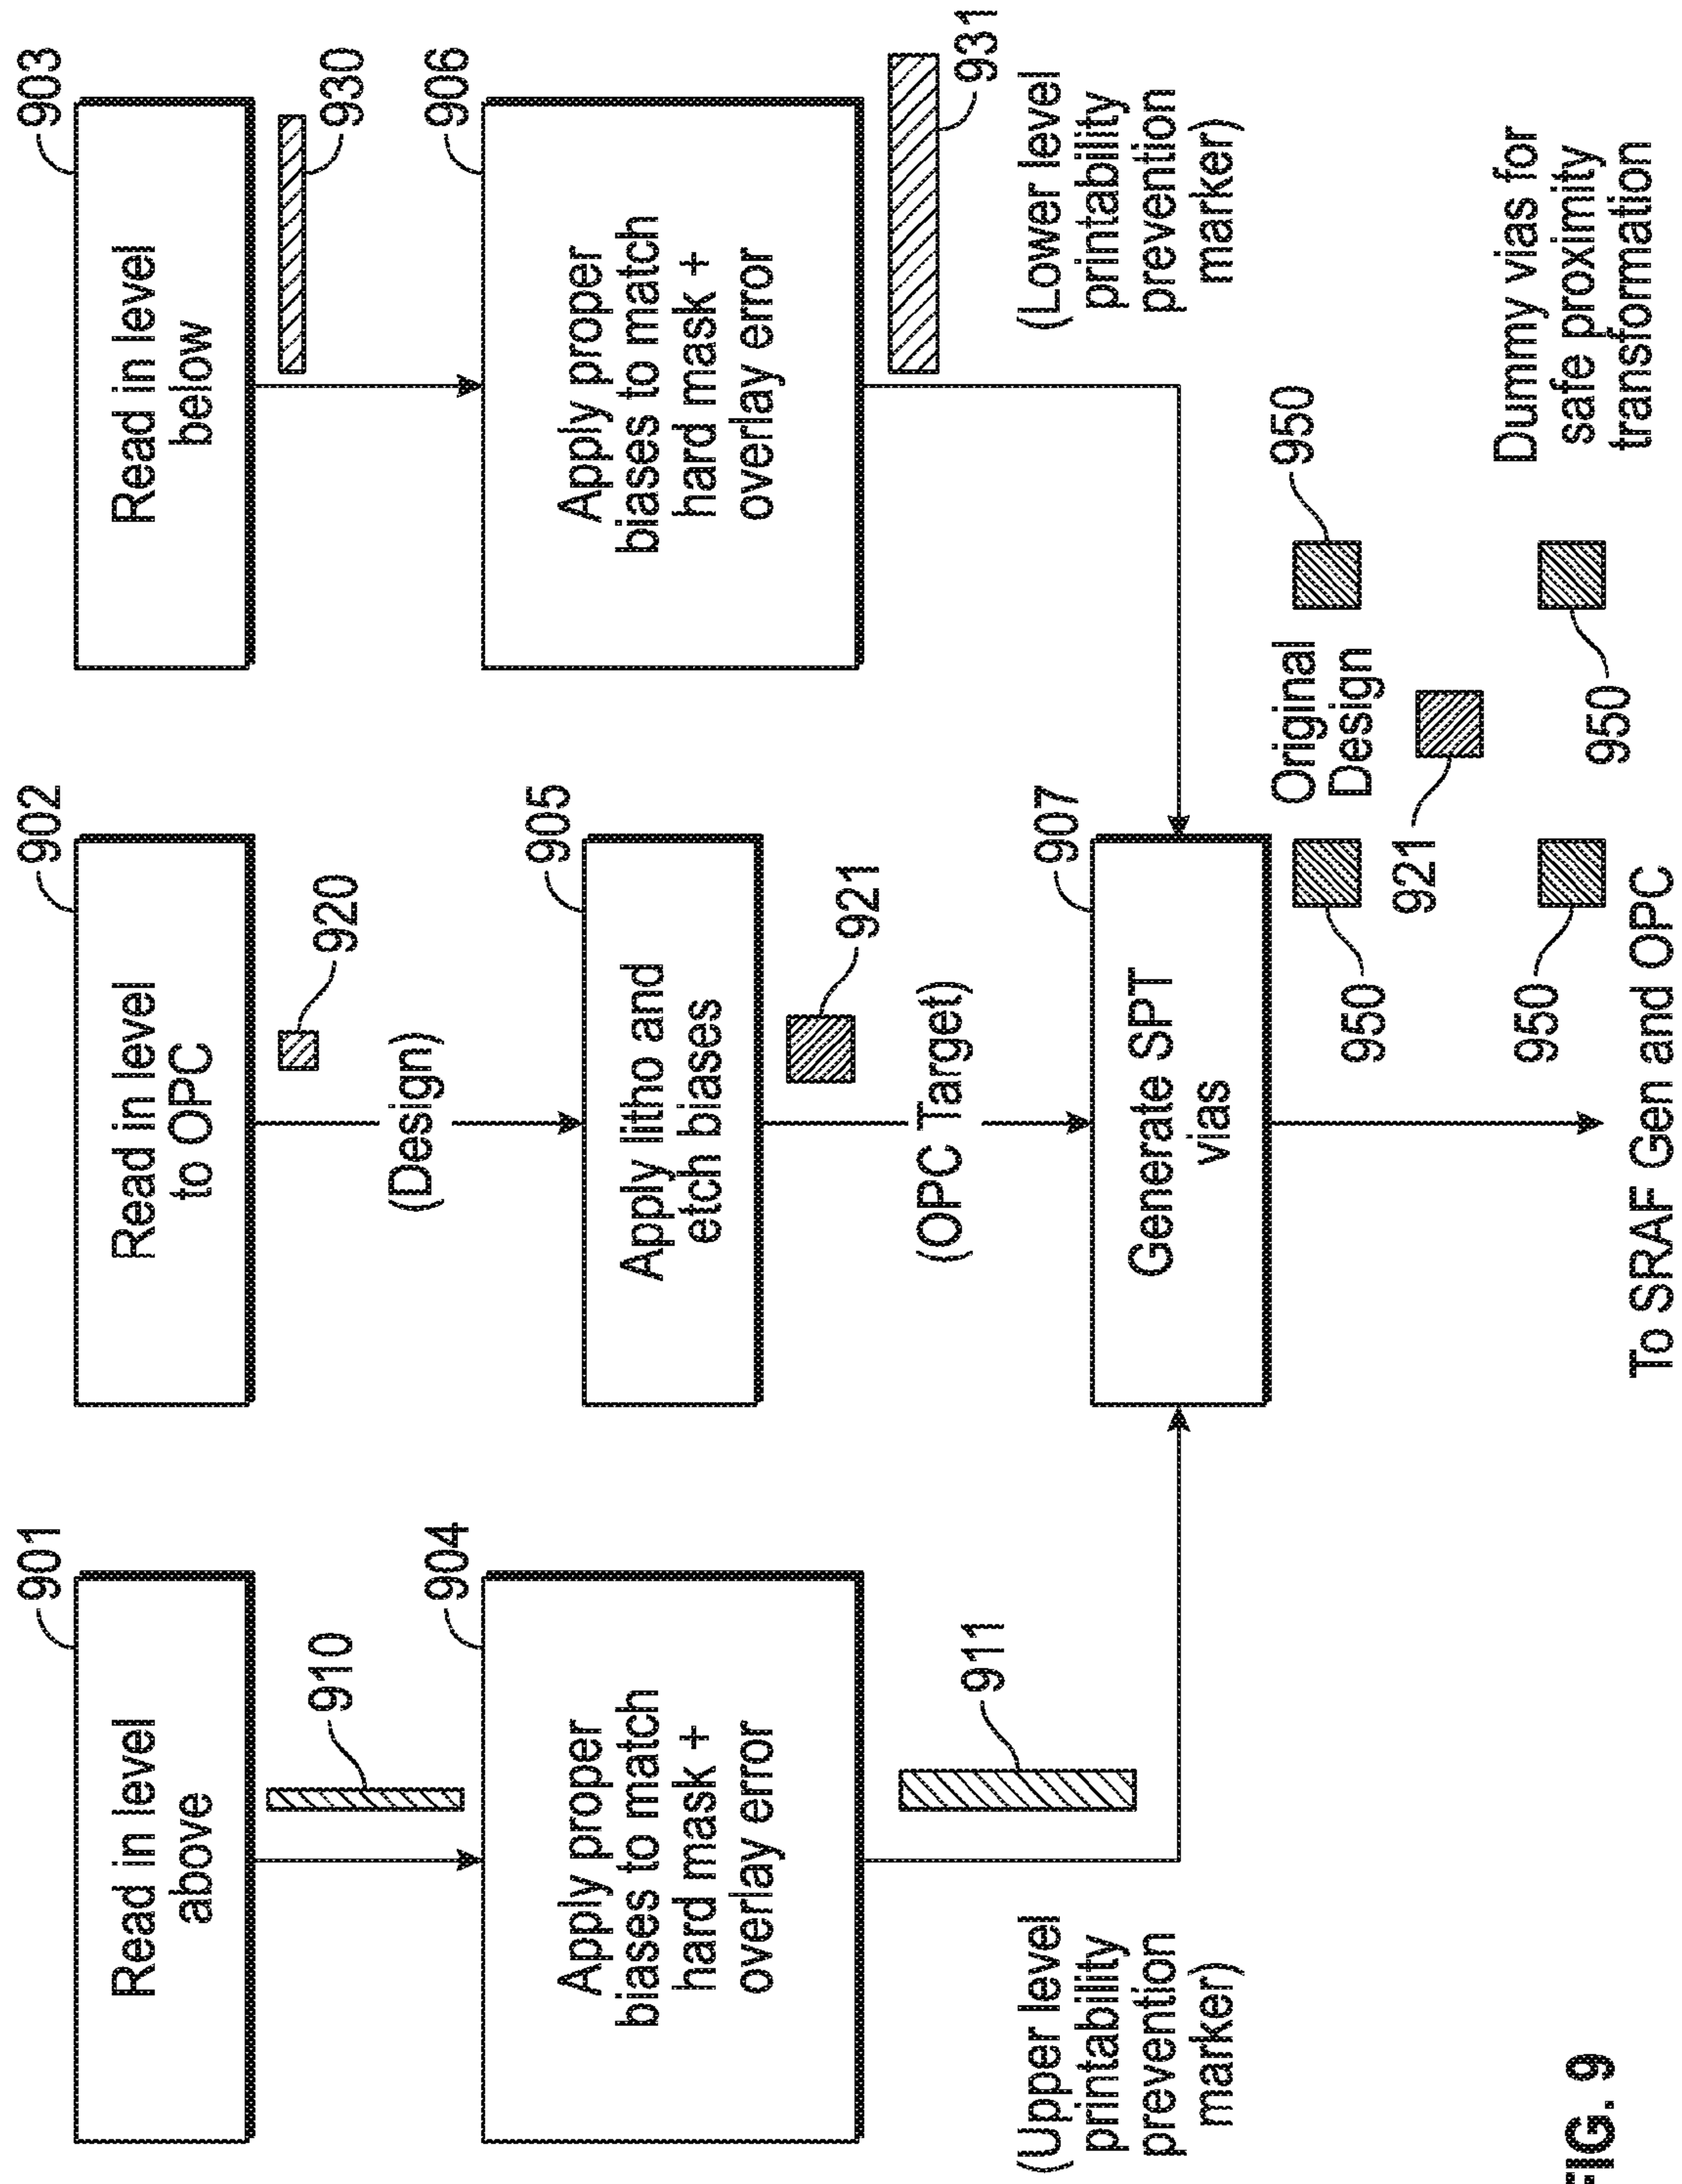 901
Read in level
above
910
904
Apply proper
biases to match
hard mask +
overlay error
911
(Upper level
printability
prevention
marker)
902
Read in level
to OPC
920
(Design)
905
Apply litho and
etch biases
921
(OPC Target)
907
Generate SPT
vias
903
Read in level
below
930
906
Apply proper
biases to match
hard mask +
overlay error
931
(Lower level
printability
prevention
marker)
950
Original
Design
950
921
950
950
Dummy vias for
safe proximity
transformation
To SRAF Gen and OPC
FIG. 9